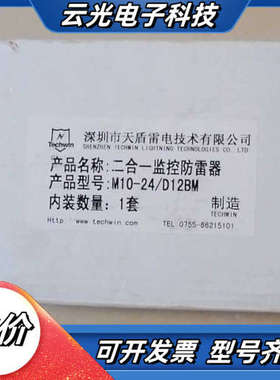 云光电子科技
Techwin
深圳市天盾雷电技术有限公司
SHENZHEN TECHWIN LIGHTNING TECHNOLOGIES CO., LTD
产品名称:二合一监控防雷器
产品型号:M10-24/D12BM
内装数量:1套
制造
TECHWIN
Http://www.techwin.com
TEL:0755-86215101
价
可开发票 型号齐